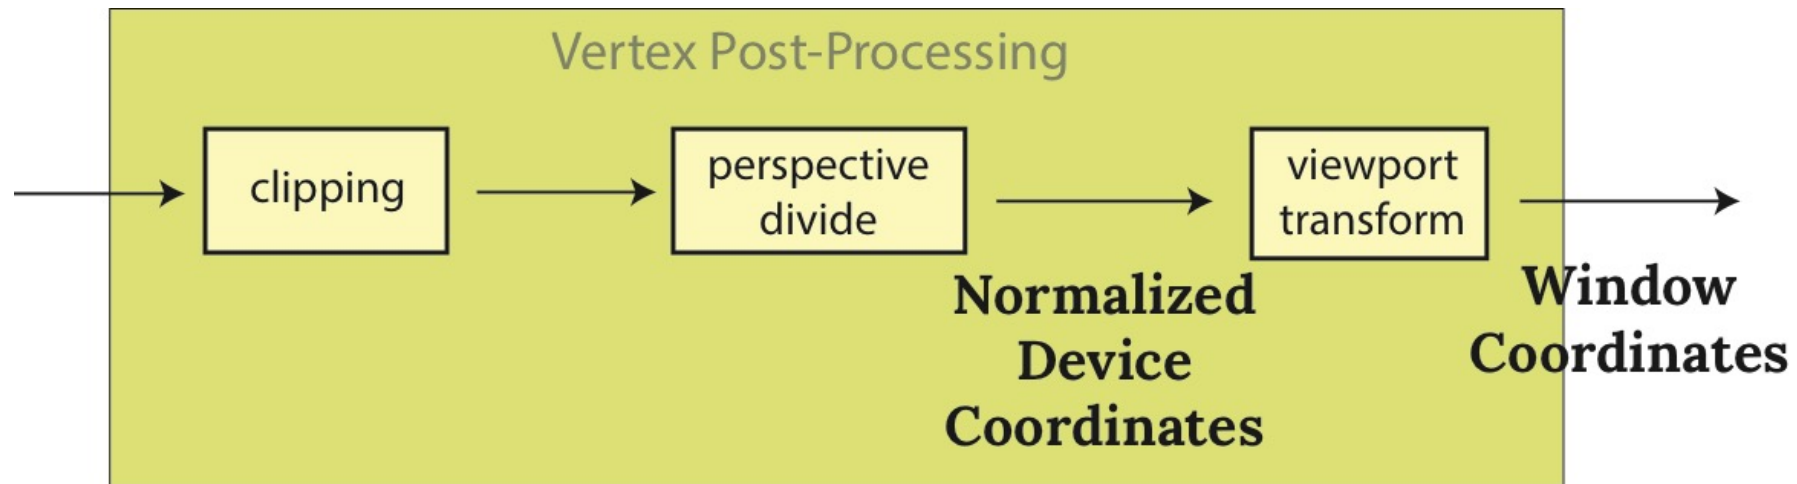 Vertex Post-Processing
clipping
perspective
divide
viewport
transform
Normalized
Device
Coordinates
Window
Coordinates